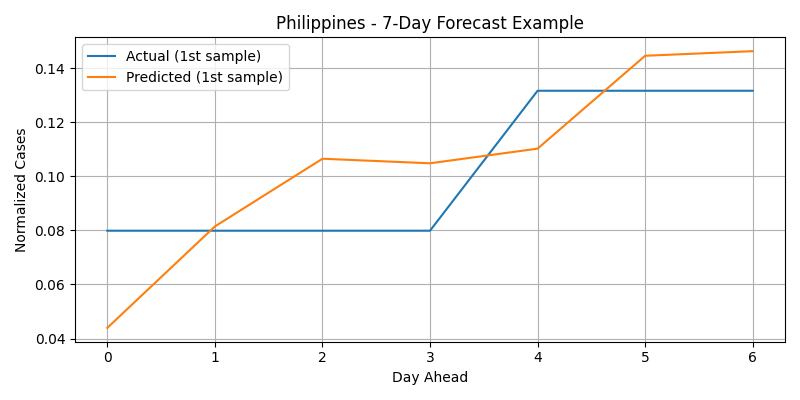 Philippines - 7-Day Forecast Example
Actual (1st sample)
Predicted (1st sample)
Normalized Cases
0.14
0.12
0.10
0.08
0.06
0.04
0 1 2 3 4 5 6
Day Ahead